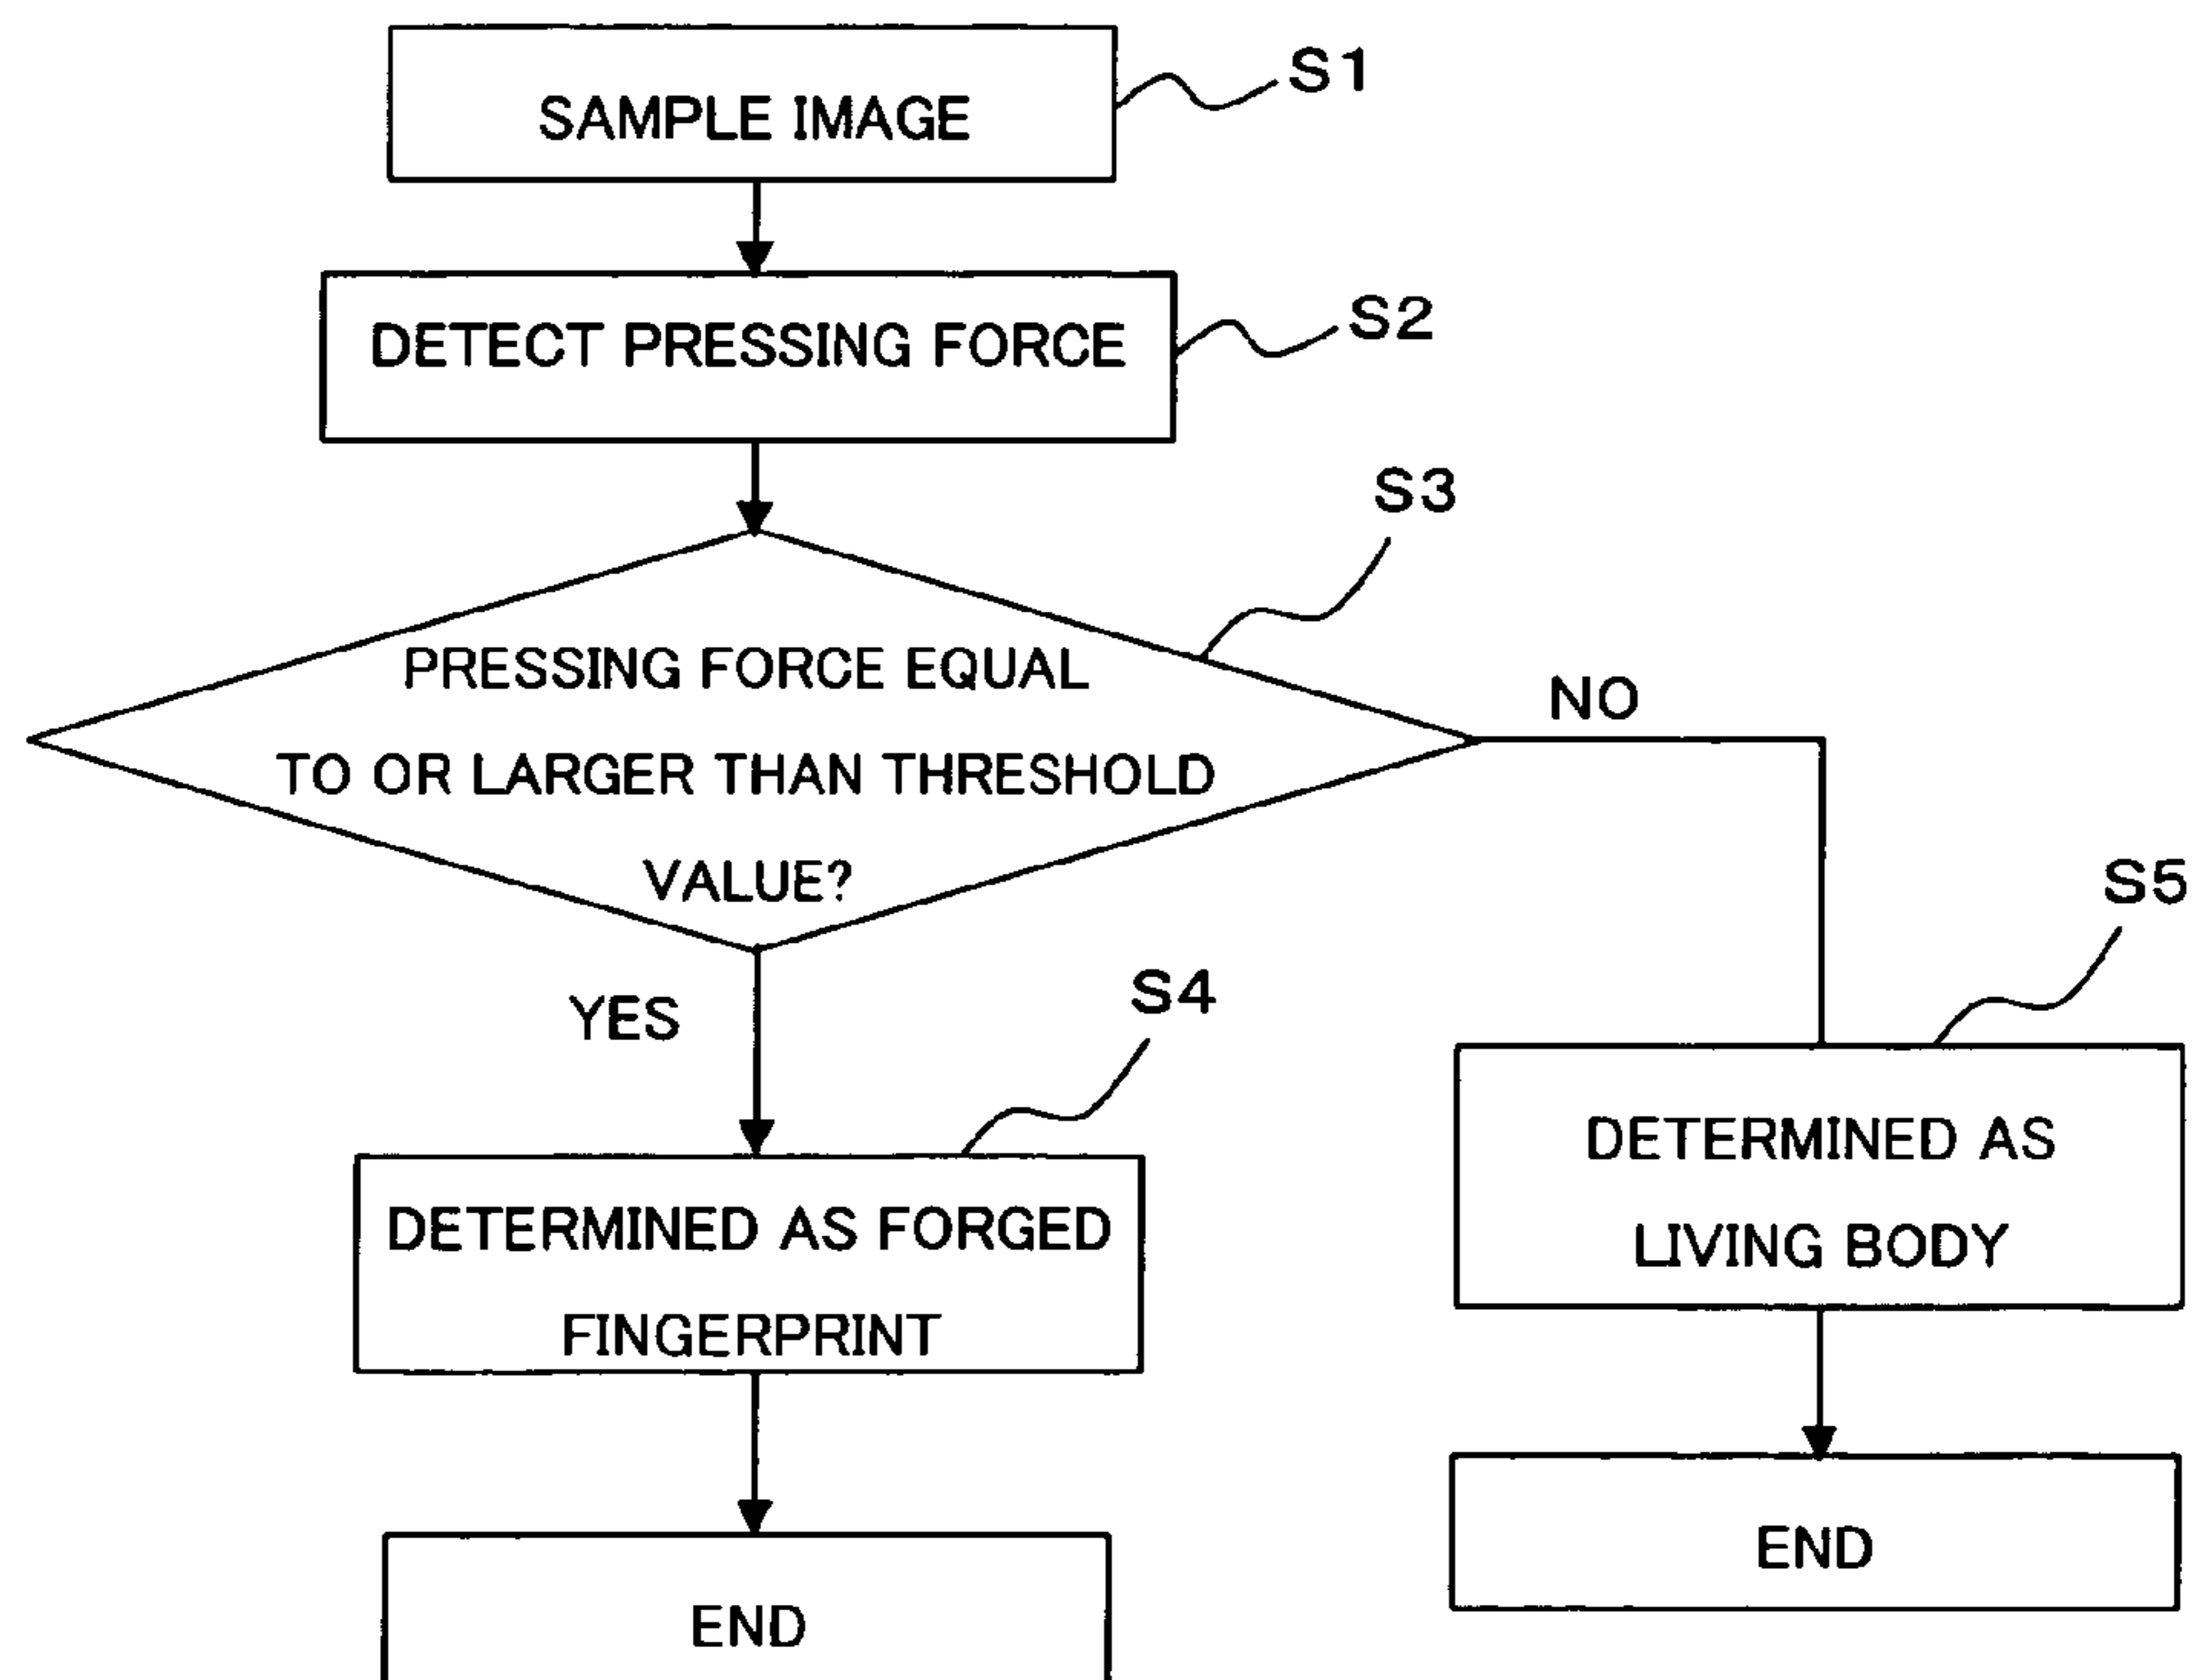 SAMPLE IMAGE
S1
DETECT PRESSING FORCE
S2
S3
PRESSING FORCE EQUAL
TO OR LARGER THAN THRESHOLD
VALUE?
NO
YES
S4
S5
DETERMINED AS FORGED
FINGERPRINT
DETERMINED AS
LIVING BODY
END
END